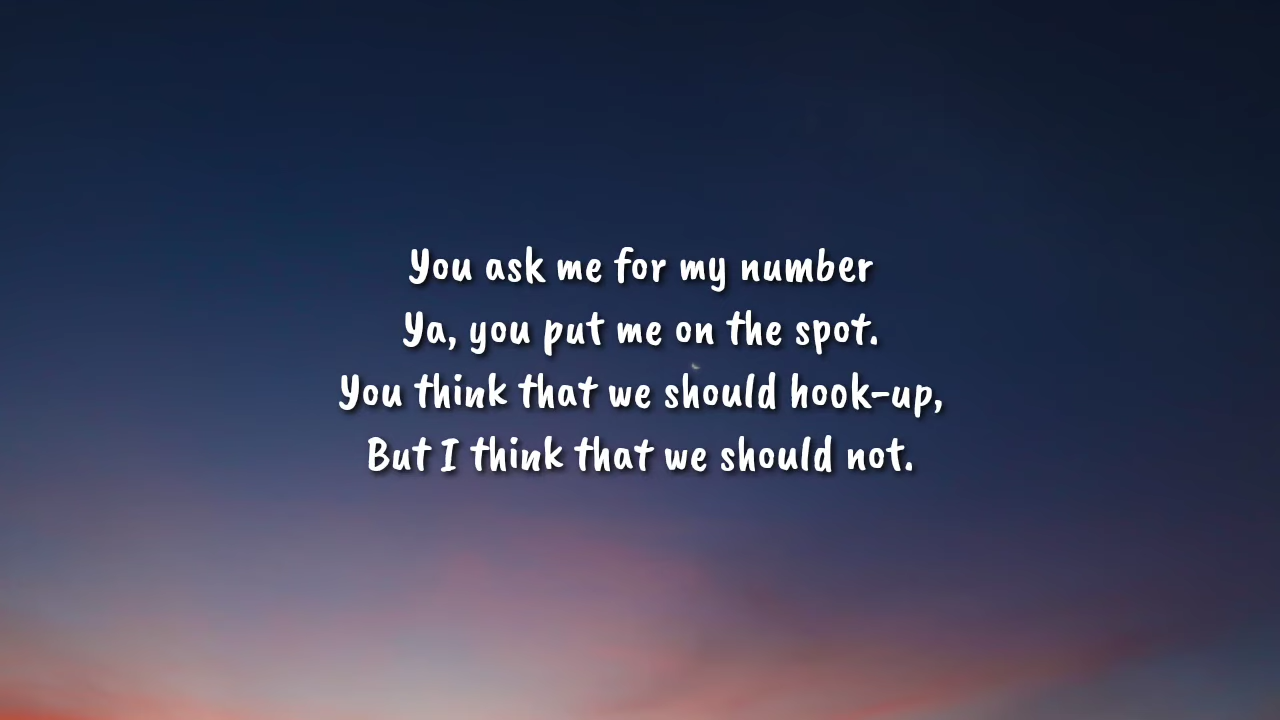 You ask me for my number
Ya, you put me on the spot.
You think that we should hook-up,
But I think that we should not.